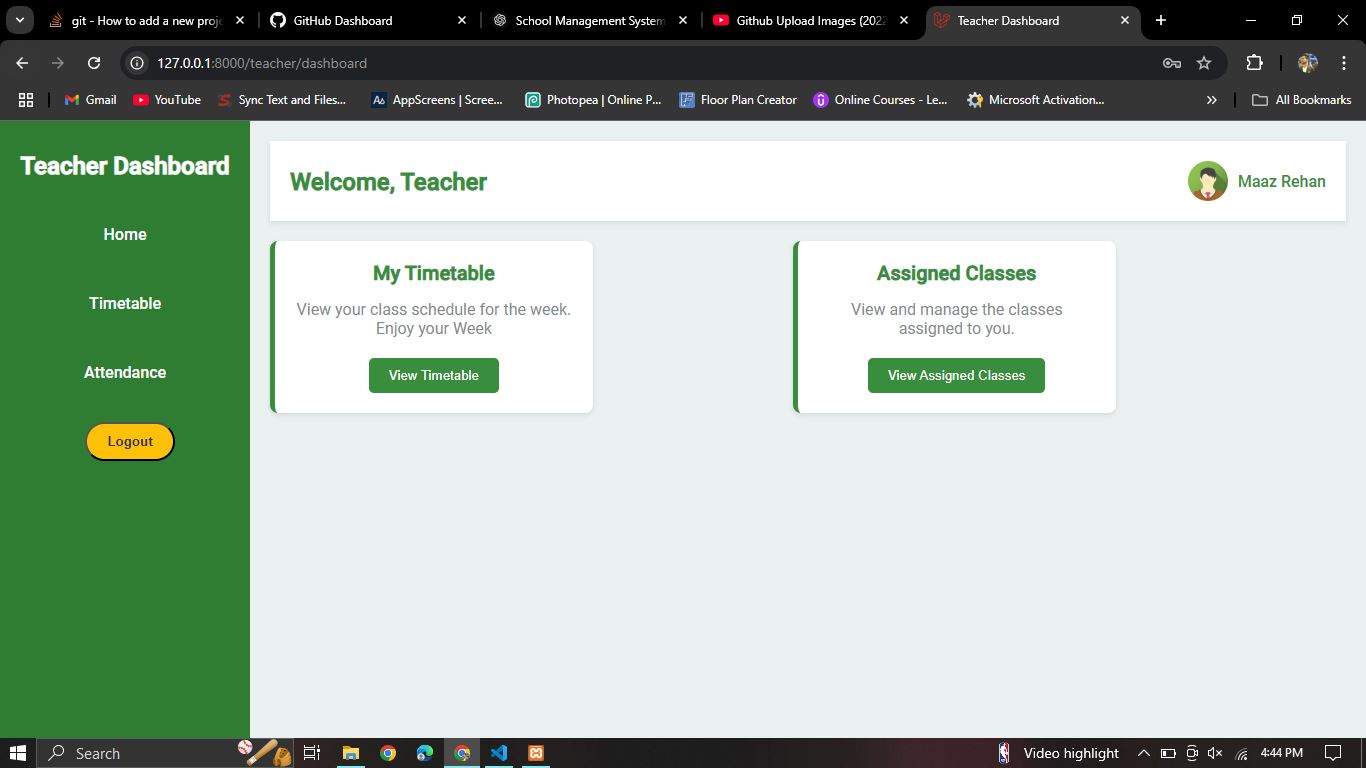 git - How to add a new proje
GitHub Dashboard
School Management System
Github Upload Images (2022
Teacher Dashboard
127.0.0.1:8000/teacher/dashboard
Gmail
YouTube
Sync Text and Files...
AppScreens | Scree...
Photopea | Online P...
Floor Plan Creator
Online Courses - Le...
Microsoft Activation...
All Bookmarks
Teacher Dashboard
Home
Timetable
Attendance
Logout
Welcome, Teacher
Maaz Rehan
My Timetable
View your class schedule for the week.
Enjoy your Week
View Timetable
Assigned Classes
View and manage the classes
assigned to you.
View Assigned Classes
Search
Video highlight
4:44 PM